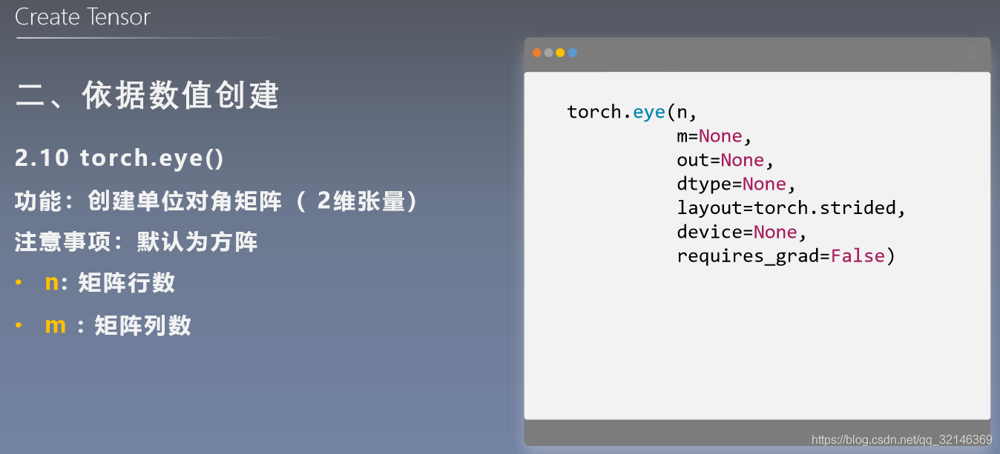 Create Tensor
二、依据数值创建
2.10 torch.eye()
功能：创建单位对角矩阵（ 2维张量）
注意事项：默认为方阵
• n: 矩阵行数
• m : 矩阵列数
torch.eye(n,
m=None,
out=None,
dtype=None,
layout=torch.strided,
device=None,
requires_grad=False)
https://blog.csdn.net/qq_32146369